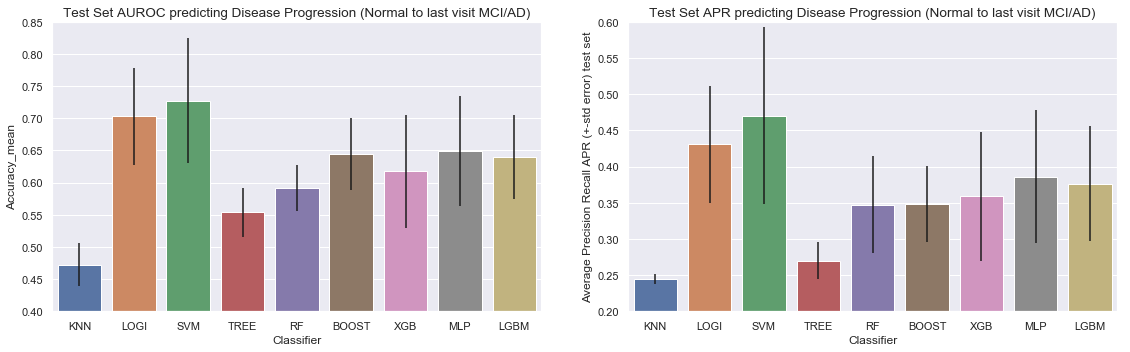 Test Set AUROC predicting Disease Progression (Normal to last visit MCI/AD)
Accuracy_mean
0.85
0.80
0.75
0.70
0.65
0.60
0.55
0.50
0.45
0.40
KNN LOGI SVM TREE RF BOOST XGB MLP LGBM
Classifier
Test Set APR predicting Disease Progression (Normal to last visit MCI/AD)
Average Precision Recall APR (+-std error) test set
0.60
0.55
0.50
0.45
0.40
0.35
0.30
0.25
0.20
KNN LOGI SVM TREE RF BOOST XGB MLP LGBM
Classifier